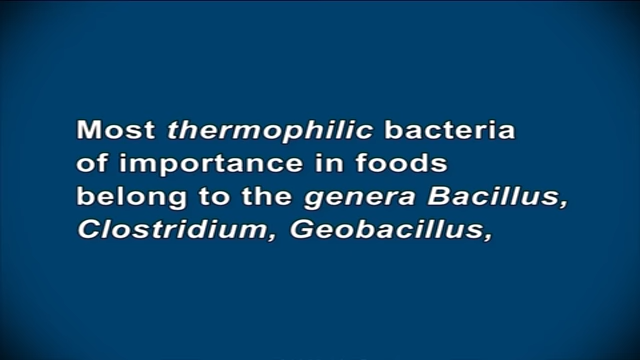 Most thermophilic bacteria
of importance in foods
belong to the genera Bacillus,
Clostridium, Geobacillus,